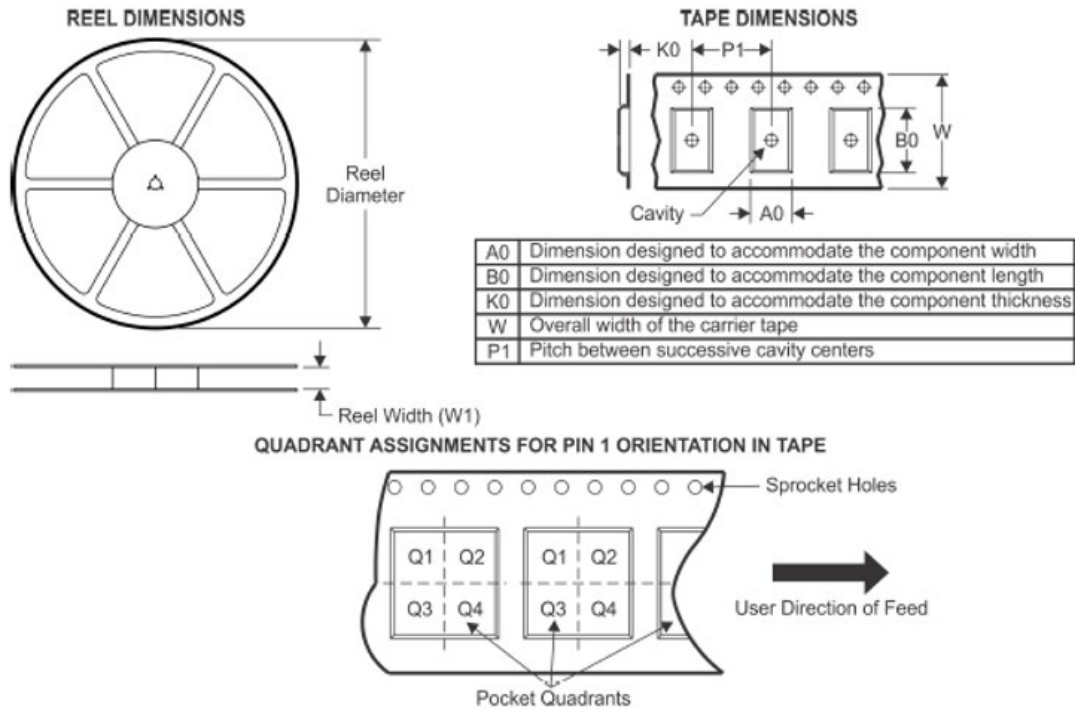 REEL DIMENSIONS
Reel
Diameter
Reel Width (W1)
TAPE DIMENSIONS
K0
P1
B0
W
Cavity
A0
A0 Dimension designed to accommodate the component width
B0 Dimension designed to accommodate the component length
K0 Dimension designed to accommodate the component thickness
W Overall width of the carrier tape
P1 Pitch between successive cavity centers
QUADRANT ASSIGNMENTS FOR PIN 1 ORIENTATION IN TAPE
Sprocket Holes
Q1 Q2 Q1 Q2
Q3 Q4 Q3 Q4
User Direction of Feed
Pocket Quadrants